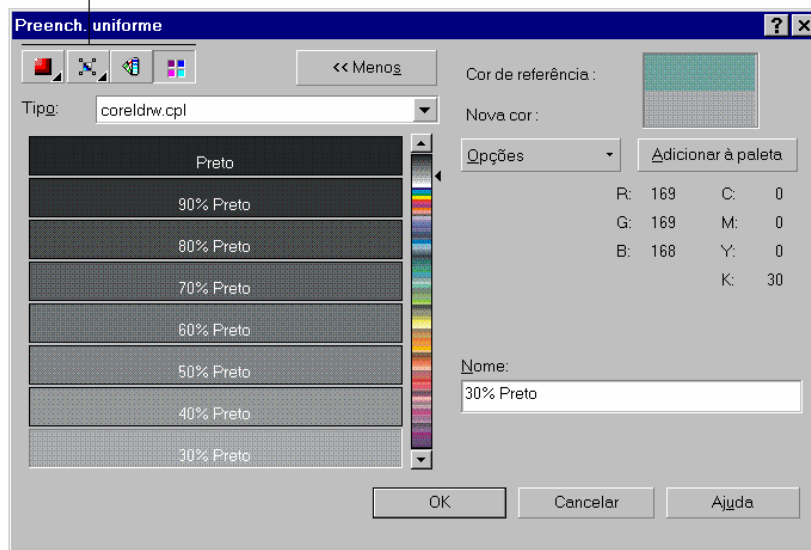 Preench. uniforme
<< Menos
Tipo:
coreldrw.cpl
Preto
90% Preto
80% Preto
70% Preto
60% Preto
50% Preto
40% Preto
30% Preto
Cor de referência :
Nova cor :
Opções
Adicionar à paleta
R: 169 C: 0
G: 169 M: 0
B: 168 Y: 0
K: 30
Nome:
30% Preto
OK
Cancelar
Ajuda